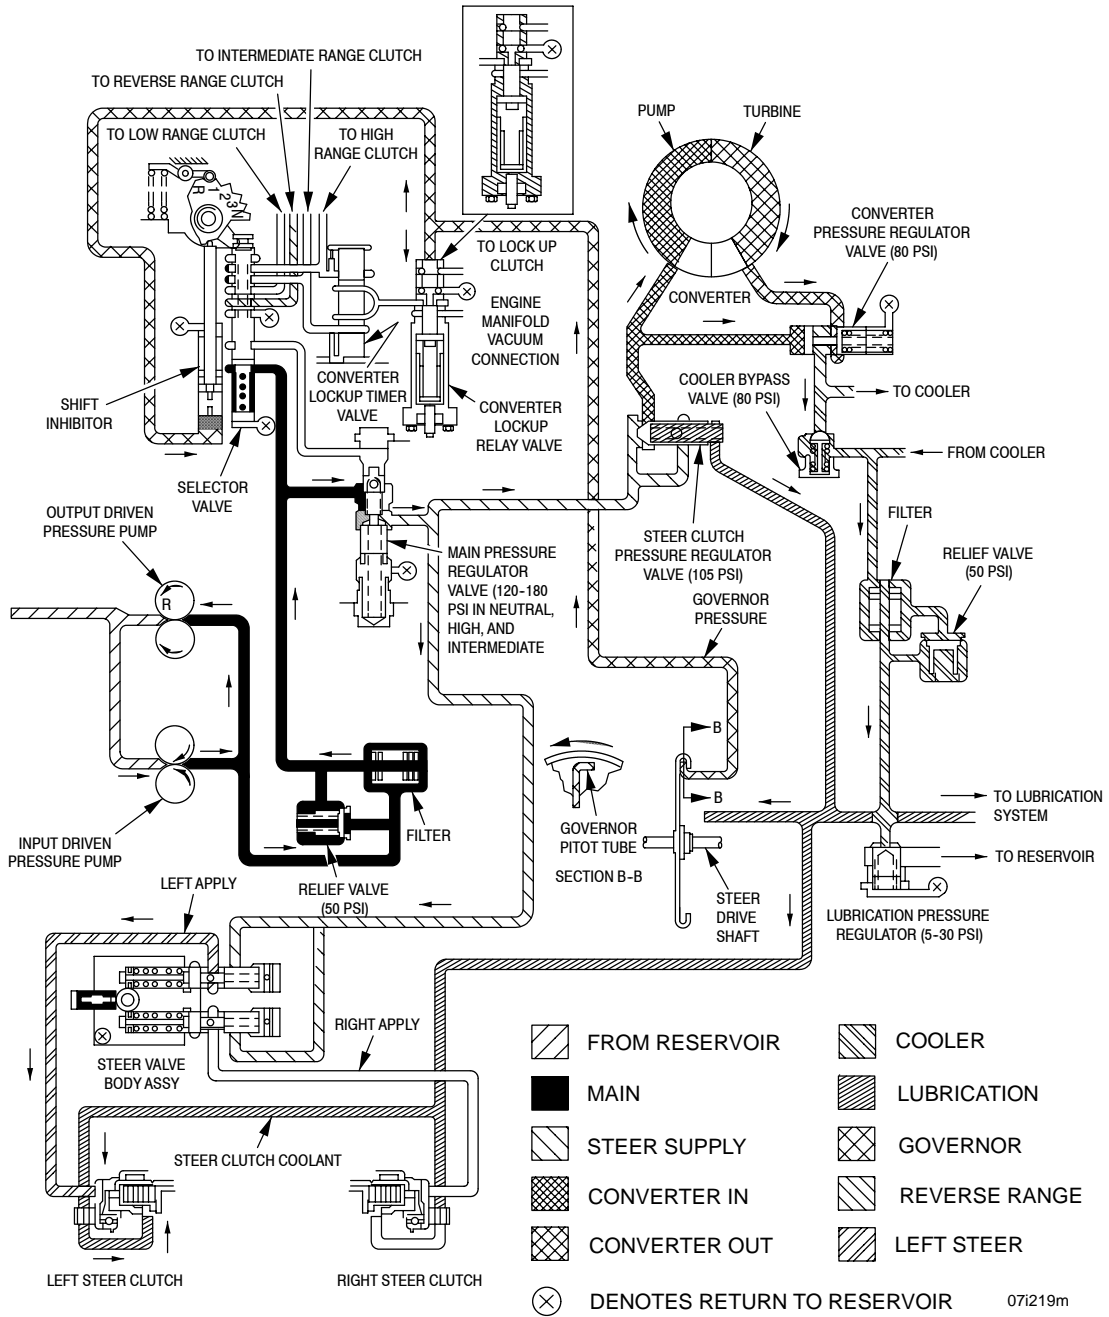 TO INTERMEDIATE RANGE CLUTCH
TO REVERSE RANGE CLUTCH
TO LOW RANGE CLUTCH
TO HIGH
RANGE CLUTCH
R
1
2
3
N
PUMP
TURBINE
CONVERTER
PRESSURE REGULATOR
VALVE (80 PSI)
TO LOCK UP
CLUTCH
CONVERTER
ENGINE
MANIFOLD
VACUUM
CONNECTION
SHIFT
INHIBITOR
CONVERTER
LOCKUP TIMER
VALVE
CONVERTER
LOCKUP
RELAY VALVE
COOLER BYPASS
VALVE (80 PSI)
TO COOLER
FROM COOLER
SELECTOR
VALVE
OUTPUT DRIVEN
PRESSURE PUMP
R
MAIN PRESSURE
REGULATOR
VALVE (120-180
PSI IN NEUTRAL,
HIGH, AND
INTERMEDIATE
STEER CLUTCH
PRESSURE REGULATOR
VALVE (105 PSI)
GOVERNOR
PRESSURE
FILTER
RELIEF VALVE
(50 PSI)
B
B
GOVERNOR
PITOT TUBE
SECTION B-B
STEER
DRIVE
SHAFT
TO LUBRICATION
SYSTEM
TO RESERVOIR
LUBRICATION PRESSURE
REGULATOR (5-30 PSI)
INPUT DRIVEN
PRESSURE PUMP
FILTER
RELIEF VALVE
(50 PSI)
LEFT APPLY
RIGHT APPLY
STEER VALVE
BODY ASSY
STEER CLUTCH COOLANT
LEFT STEER CLUTCH
RIGHT STEER CLUTCH
FROM RESERVOIR
COOLER
MAIN
LUBRICATION
STEER SUPPLY
GOVERNOR
CONVERTER IN
REVERSE RANGE
CONVERTER OUT
LEFT STEER
DENOTES RETURN TO RESERVOIR
07i219m